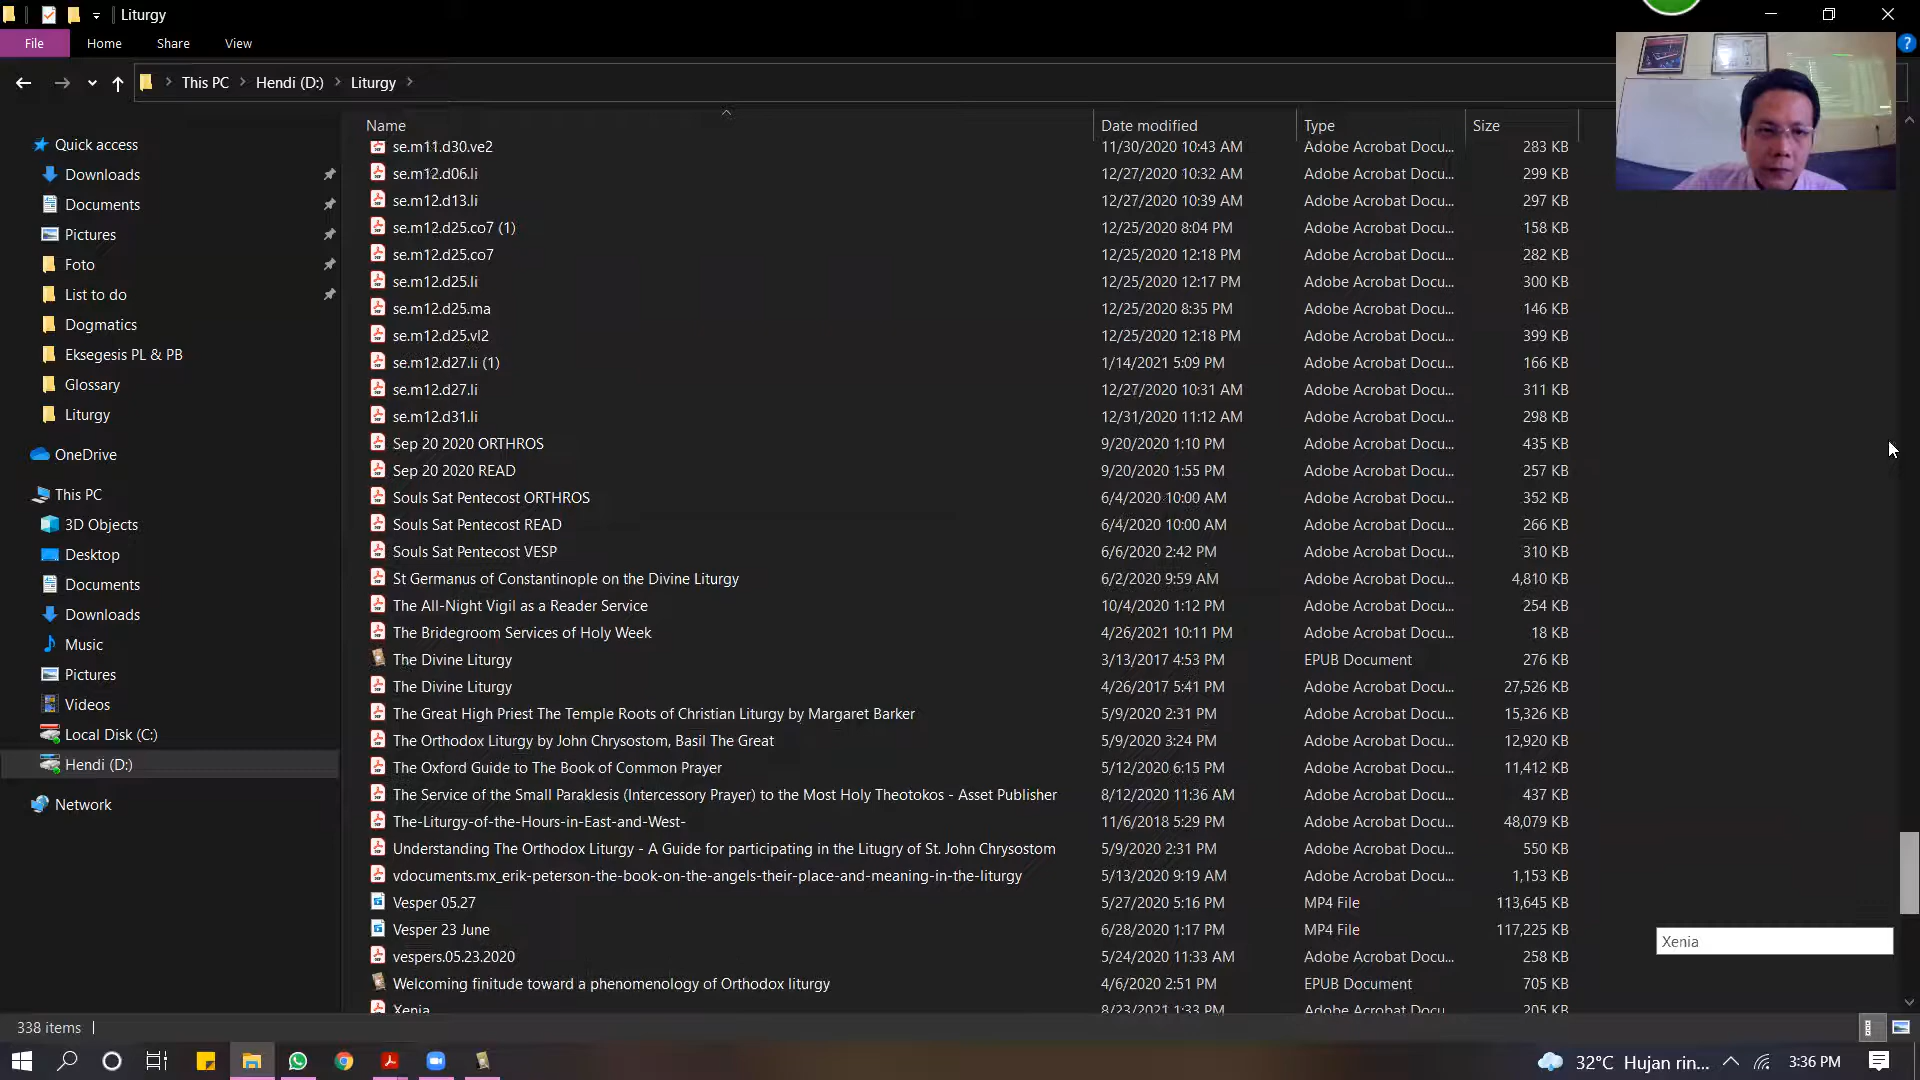 Liturgy
File Home Share View
This PC Hendi (D:) Liturgy
Name Date modified Type Size
Quick access
Downloads
Documents
Pictures
Foto
List to do
Dogmatics
Eksegesis PL & PB
Glossary
Liturgy
OneDrive
This PC
3D Objects
Desktop
Documents
Downloads
Music
Pictures
Videos
Local Disk (C:)
Hendi (D:)
Network
se.m11.d30.ve2 11/30/2020 10:43 AM Adobe Acrobat Docu... 283 KB
se.m12.d06.li 12/27/2020 10:32 AM Adobe Acrobat Docu... 299 KB
se.m12.d13.li 12/27/2020 10:39 AM Adobe Acrobat Docu... 297 KB
se.m12.d25.co7 (1) 12/25/2020 8:04 PM Adobe Acrobat Docu... 158 KB
se.m12.d25.co7 12/25/2020 12:18 PM Adobe Acrobat Docu... 282 KB
se.m12.d25.li 12/25/2020 12:17 PM Adobe Acrobat Docu... 300 KB
se.m12.d25.ma 12/25/2020 8:35 PM Adobe Acrobat Docu... 146 KB
se.m12.d25.vl2 12/25/2020 12:18 PM Adobe Acrobat Docu... 399 KB
se.m12.d27.li (1) 1/14/2021 5:09 PM Adobe Acrobat Docu... 166 KB
se.m12.d27.li 12/27/2020 10:31 AM Adobe Acrobat Docu... 311 KB
se.m12.d31.li 12/31/2020 11:12 AM Adobe Acrobat Docu... 298 KB
Sep 20 2020 ORTHROS 9/20/2020 1:10 PM Adobe Acrobat Docu... 435 KB
Sep 20 2020 READ 9/20/2020 1:55 PM Adobe Acrobat Docu... 257 KB
Souls Sat Pentecost ORTHROS 6/4/2020 10:00 AM Adobe Acrobat Docu... 352 KB
Souls Sat Pentecost READ 6/4/2020 10:00 AM Adobe Acrobat Docu... 266 KB
Souls Sat Pentecost VESP 6/6/2020 2:42 PM Adobe Acrobat Docu... 310 KB
St Germanus of Constantinople on the Divine Liturgy 6/2/2020 9:59 AM Adobe Acrobat Docu... 4,810 KB
The All-Night Vigil as a Reader Service 10/4/2020 1:12 PM Adobe Acrobat Docu... 254 KB
The Bridegroom Services of Holy Week 4/26/2021 10:11 PM Adobe Acrobat Docu... 18 KB
The Divine Liturgy 3/13/2017 4:53 PM EPUB Document 276 KB
The Divine Liturgy 4/26/2017 5:41 PM Adobe Acrobat Docu... 27,526 KB
The Great High Priest The Temple Roots of Christian Liturgy by Margaret Barker 5/9/2020 2:31 PM Adobe Acrobat Docu... 15,326 KB
The Orthodox Liturgy by John Chrysostom, Basil The Great 5/9/2020 3:24 PM Adobe Acrobat Docu... 12,920 KB
The Oxford Guide to The Book of Common Prayer 5/12/2020 6:15 PM Adobe Acrobat Docu... 11,412 KB
The Service of the Small Paraklesis (Intercessory Prayer) to the Most Holy Theotokos - Asset Publisher 8/12/2020 11:36 AM Adobe Acrobat Docu... 437 KB
The-Liturgy-of-the-Hours-in-East-and-West- 11/6/2018 5:29 PM Adobe Acrobat Docu... 48,079 KB
Understanding The Orthodox Liturgy - A Guide for participating in the Litugry of St. John Chrysostom 5/9/2020 2:31 PM Adobe Acrobat Docu... 550 KB
vdocuments.mx_erik-peterson-the-book-on-the-angels-their-place-and-meaning-in-the-liturgy 5/13/2020 9:19 AM Adobe Acrobat Docu... 1,153 KB
Vesper 05.27 5/27/2020 5:16 PM MP4 File 113,645 KB
Vesper 23 June 6/28/2020 1:17 PM MP4 File 117,225 KB
vespers.05.23.2020 5/24/2020 11:33 AM Adobe Acrobat Docu... 258 KB
Welcoming finitude toward a phenomenology of Orthodox liturgy 4/6/2020 2:51 PM EPUB Document 705 KB
Xenia 8/23/2021 1:33 PM Adobe Acrobat Docu... 205 KB
Xenia
338 items
32°C Hujan rin... 3:36 PM